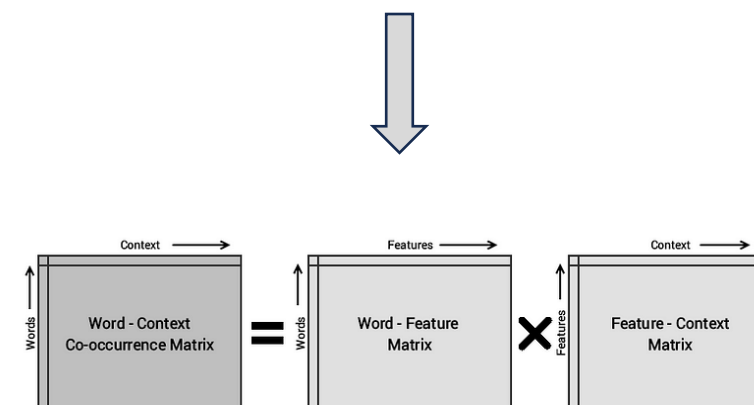 Context
Features
Context
Words
Word - Context
Co-occurrence Matrix
=
Words
Word - Feature
Matrix
×
Features
Feature - Context
Matrix